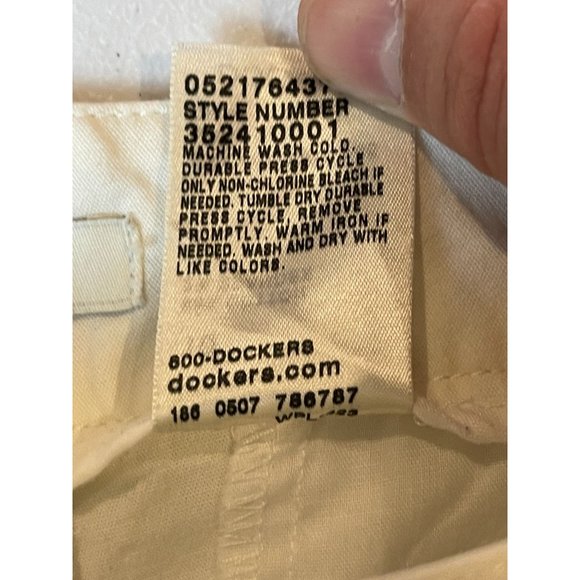 STYLE NUMBER
352410001
MACHINE WASH COLD.
DURABLE PRESS CYCLE
ONLY NON-CHLORINE BLEACH IF
NEEDED. TUMBLE DRY DURABLE
PRESS CYCLE, REMOVE
PROMPTLY. WARM IRON IF
NEEDED. WASH AND DRY WITH
LIKE COLORS.
800-DOCKERS
dockers.com
186 0507 786787